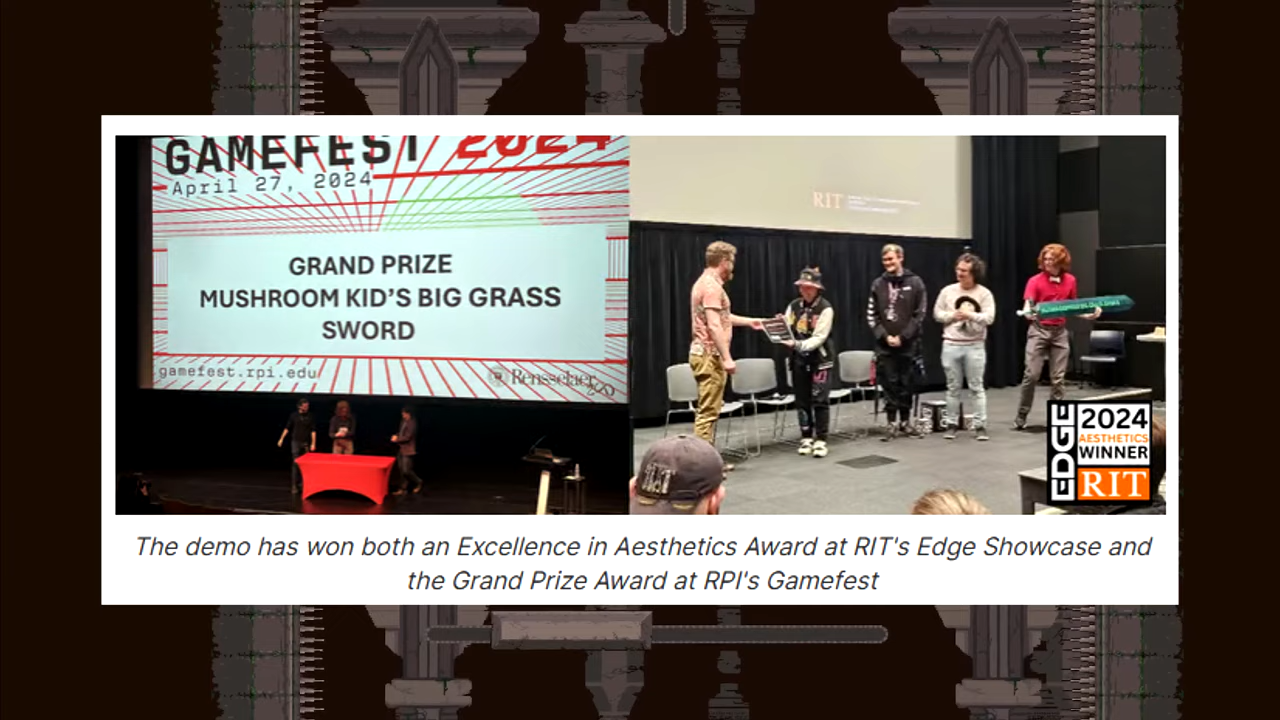 GAMEFEST 2024
April 27, 2024
GRAND PRIZE
MUSHROOM KID'S BIG GRASS
SWORD
gamefest.rpi.edu
Rensselaer
RIT
EDGE
2024
AESTHETICS
WINNER
RIT
The demo has won both an Excellence in Aesthetics Award at RIT's Edge Showcase and
the Grand Prize Award at RPI's Gamefest